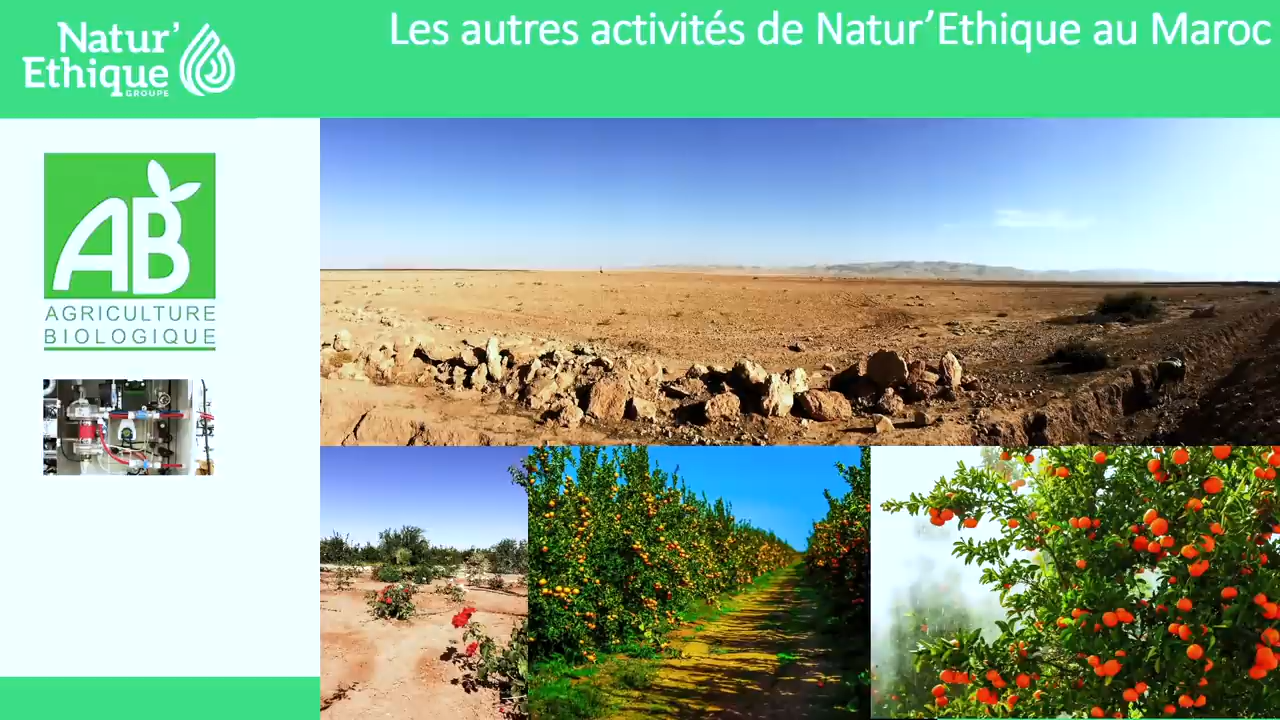 Natur'
Ethique
GROUPE
Les autres activités de Natur’Ethique au Maroc
AB
AGRICULTURE
BIOLOGIQUE